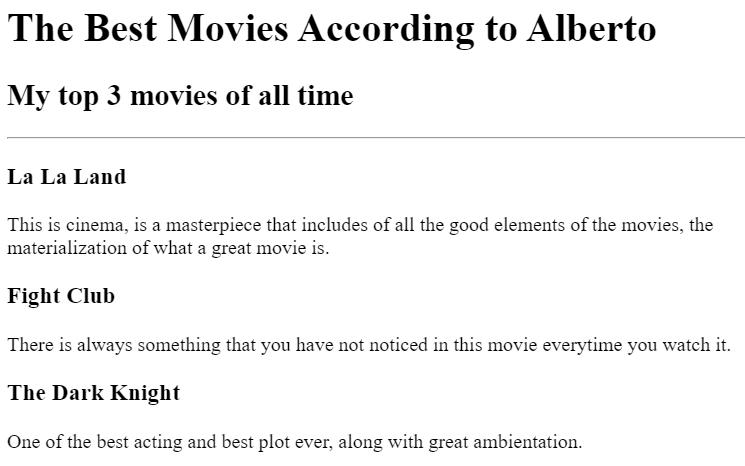 The Best Movies According to Alberto
My top 3 movies of all time
La La Land
This is cinema, is a masterpiece that includes of all the good elements of the movies, the
materialization of what a great movie is.
Fight Club
There is always something that you have not noticed in this movie everytime you watch it.
The Dark Knight
One of the best acting and best plot ever, along with great ambientation.